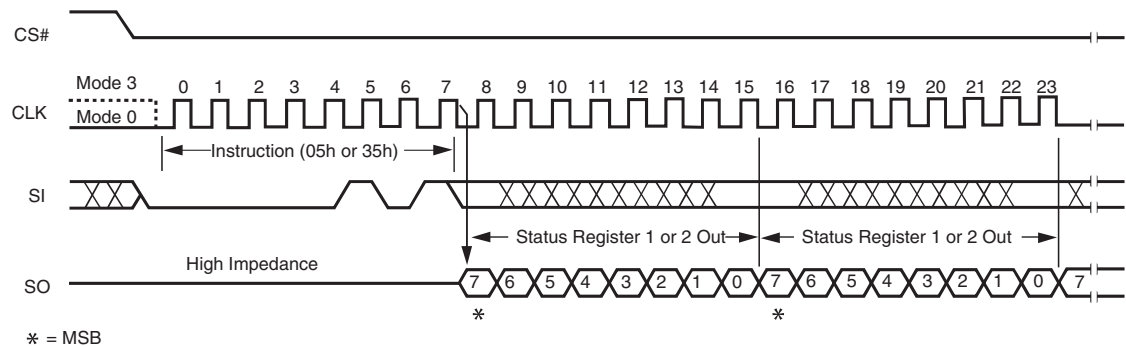 CS#
Mode 3
0 1 2 3 4 5 6 7 8 9 10 11 12 13 14 15 16 17 18 19 20 21 22 23
CLK
Mode 0
Instruction (05h or 35h)
SI
Status Register 1 or 2 Out
Status Register 1 or 2 Out
High Impedance
SO
7 6 5 4 3 2 1 0 7 6 5 4 3 2 1 0 7
* *
* = MSB